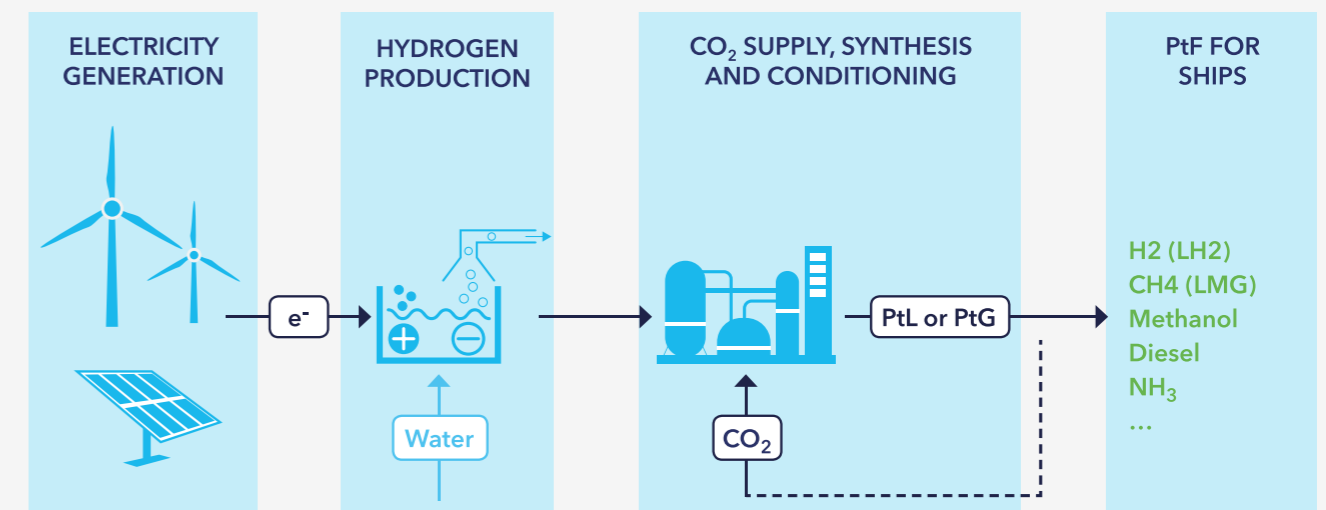 ELECTRICITY
GENERATION
HYDROGEN
PRODUCTION
CO₂ SUPPLY, SYNTHESIS
AND CONDITIONING
PtF FOR
SHIPS
e⁻
Water
CO₂
PtL or PtG
H2 (LH2)
CH4 (LMG)
Methanol
Diesel
NH₃
...